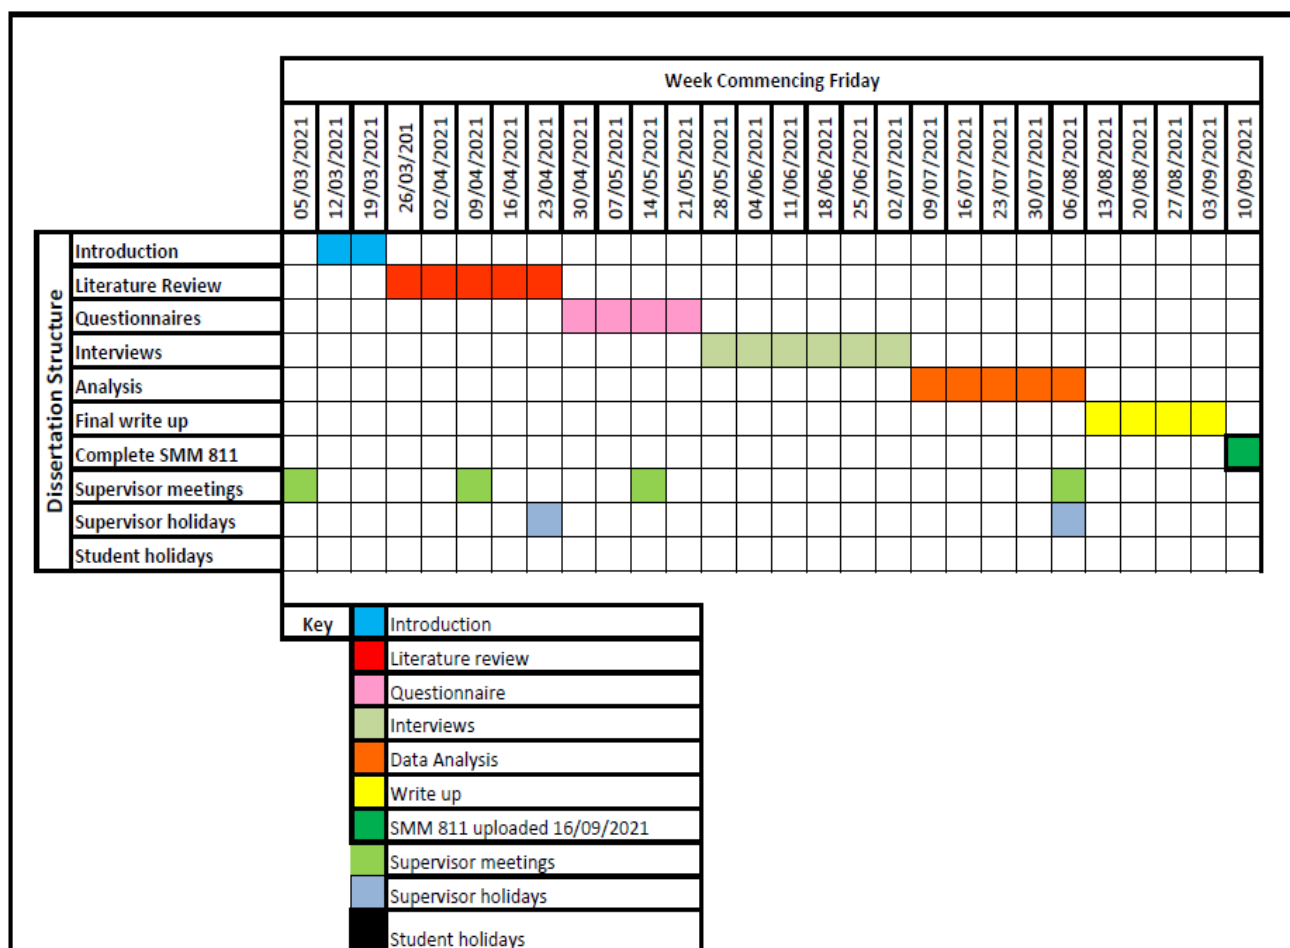 Week Commencing Friday
05/03/2021 12/03/2021 19/03/2021 26/03/201 02/04/2021 09/04/2021 16/04/2021 23/04/2021 30/04/2021 07/05/2021 14/05/2021 21/05/2021 28/05/2021 04/06/2021 11/06/2021 18/06/2021 25/06/2021 02/07/2021 09/07/2021 16/07/2021 23/07/2021 30/07/2021 06/08/2021 13/08/2021 20/08/2021 27/08/2021 03/09/2021 10/09/2021
Dissertation Structure
Introduction
Literature Review
Questionnaires
Interviews
Analysis
Final write up
Complete SMM 811
Supervisor meetings
Supervisor holidays
Student holidays
Key Introduction
Literature review
Questionnaire
Interviews
Data Analysis
Write up
SMM 811 uploaded 16/09/2021
Supervisor meetings
Supervisor holidays
Student holidays